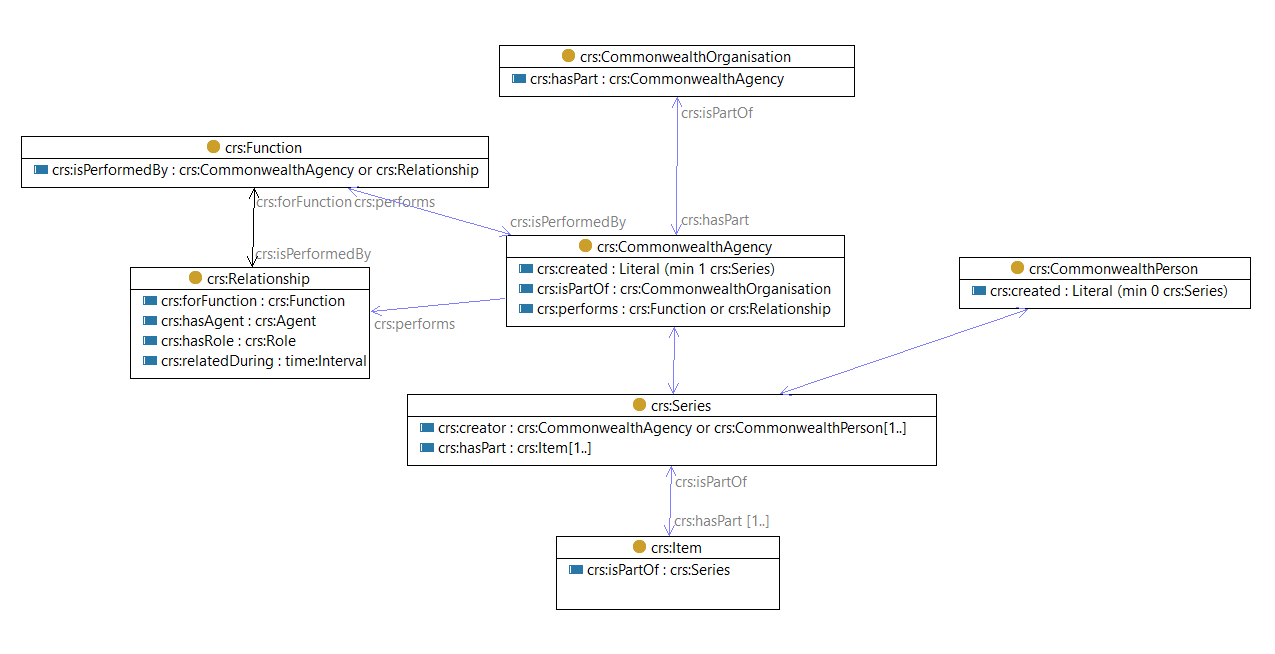 crs:CommonwealthOrganisation
crs:hasPart : crs:CommonwealthAgency
crs:isPartOf
crs:Function
crs:isPerformedBy : crs:CommonwealthAgency or crs:Relationship
crs:forFunction
crs:performs
crs:isPerformedBy
crs:hasPart
crs:isPerformedBy
crs:CommonwealthAgency
crs:created : Literal (min 1 crs:Series)
crs:isPartOf : crs:CommonwealthOrganisation
crs:performs : crs:Function or crs:Relationship
crs:CommonwealthPerson
crs:created : Literal (min 0 crs:Series)
crs:Relationship
crs:forFunction : crs:Function
crs:hasAgent : crs:Agent
crs:hasRole : crs:Role
crs:relatedDuring : time:Interval
crs:performs
crs:Series
crs:creator : crs:CommonwealthAgency or crs:CommonwealthPerson[1..]
crs:hasPart : crs:Item[1..]
crs:isPartOf
crs:hasPart [1..]
crs:Item
crs:isPartOf : crs:Series